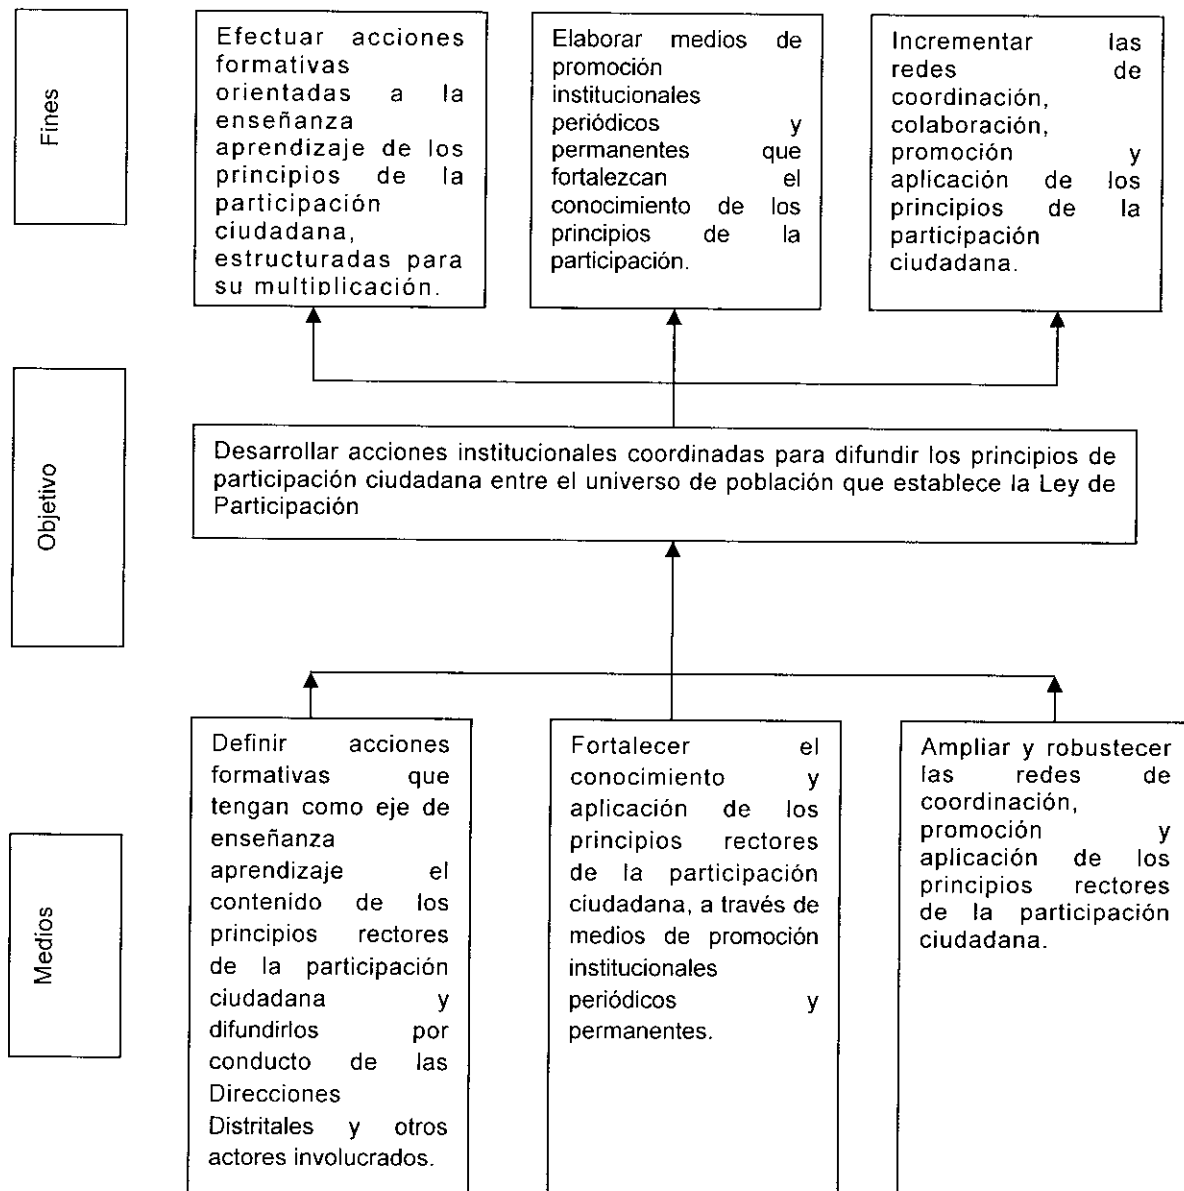 Fines
Efectuar acciones
formativas
orientadas a la
enseñanza
aprendizaje de los
principios de la
participación
ciudadana,
estructuradas para
su multiplicación.
Elaborar medios de
promoción
institucionales
periódicos y
permanentes que
fortalezcan el
conocimiento de los
principios de la
participación.
Incrementar las
redes de
coordinación,
colaboración,
promoción y
aplicación de los
principios de la
participación
ciudadana.
Objetivo
Desarrollar acciones institucionales coordinadas para difundir los principios de
participación ciudadana entre el universo de población que establece la Ley de
Participación
Medios
Definir acciones
formativas que
tengan como eje de
enseñanza
aprendizaje el
contenido de los
principios rectores
de la participación
ciudadana y
difundirlos por
conducto de las
Direcciones
Distritales y otros
actores involucrados.
Fortalecer el
conocimiento y
aplicación de los
principios rectores
de la participación
ciudadana, a través de
medios de promoción
institucionales
periódicos y
permanentes.
Ampliar y robustecer
las redes de
coordinación,
promoción y
aplicación de los
principios rectores
de la participación
ciudadana.